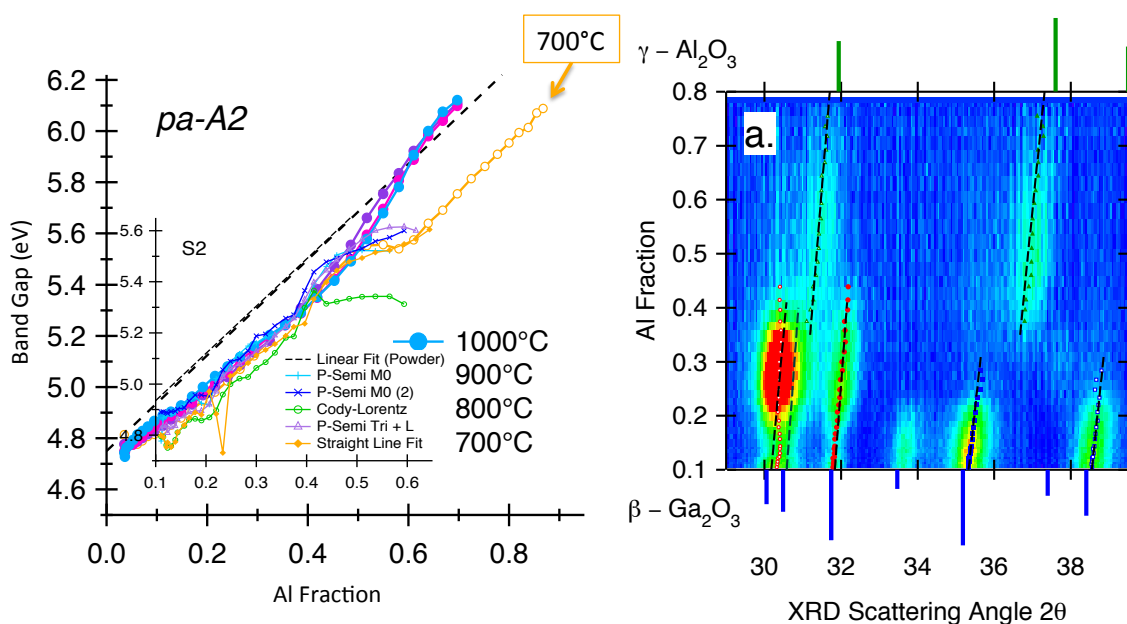 700°C
pa-A2
6.2
6.0
5.8
5.6
5.4
5.2
5.0
4.8
4.6
Band Gap (eV)
0.0
0.2
0.4
0.6
0.8
Al Fraction
S2
5.6
5.4
5.2
5.0
4.8
0.1
0.2
0.3
0.4
0.5
0.6
1000°C
900°C
800°C
700°C
Linear Fit (Powder)
P-Semi M0
P-Semi M0 (2)
Cody-Lorentz
P-Semi Tri + L
Straight Line Fit
γ – Al₂O₃
a.
0.8
0.7
0.6
0.5
0.4
0.3
0.2
0.1
Al Fraction
β – Ga₂O₃
30
32
34
36
38
XRD Scattering Angle 2θ